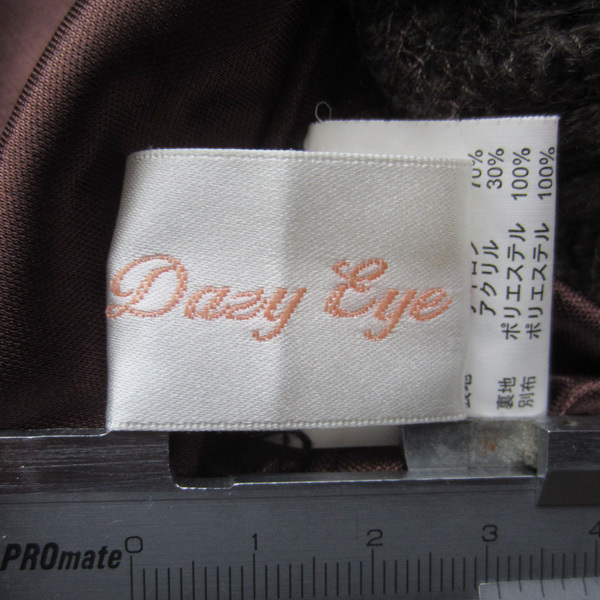 Dazy Eye
70%
アクリル 30%
裏地 ポリエステル 100%
別布 ポリエステル 100%
PROmate
0 1 2 3 4